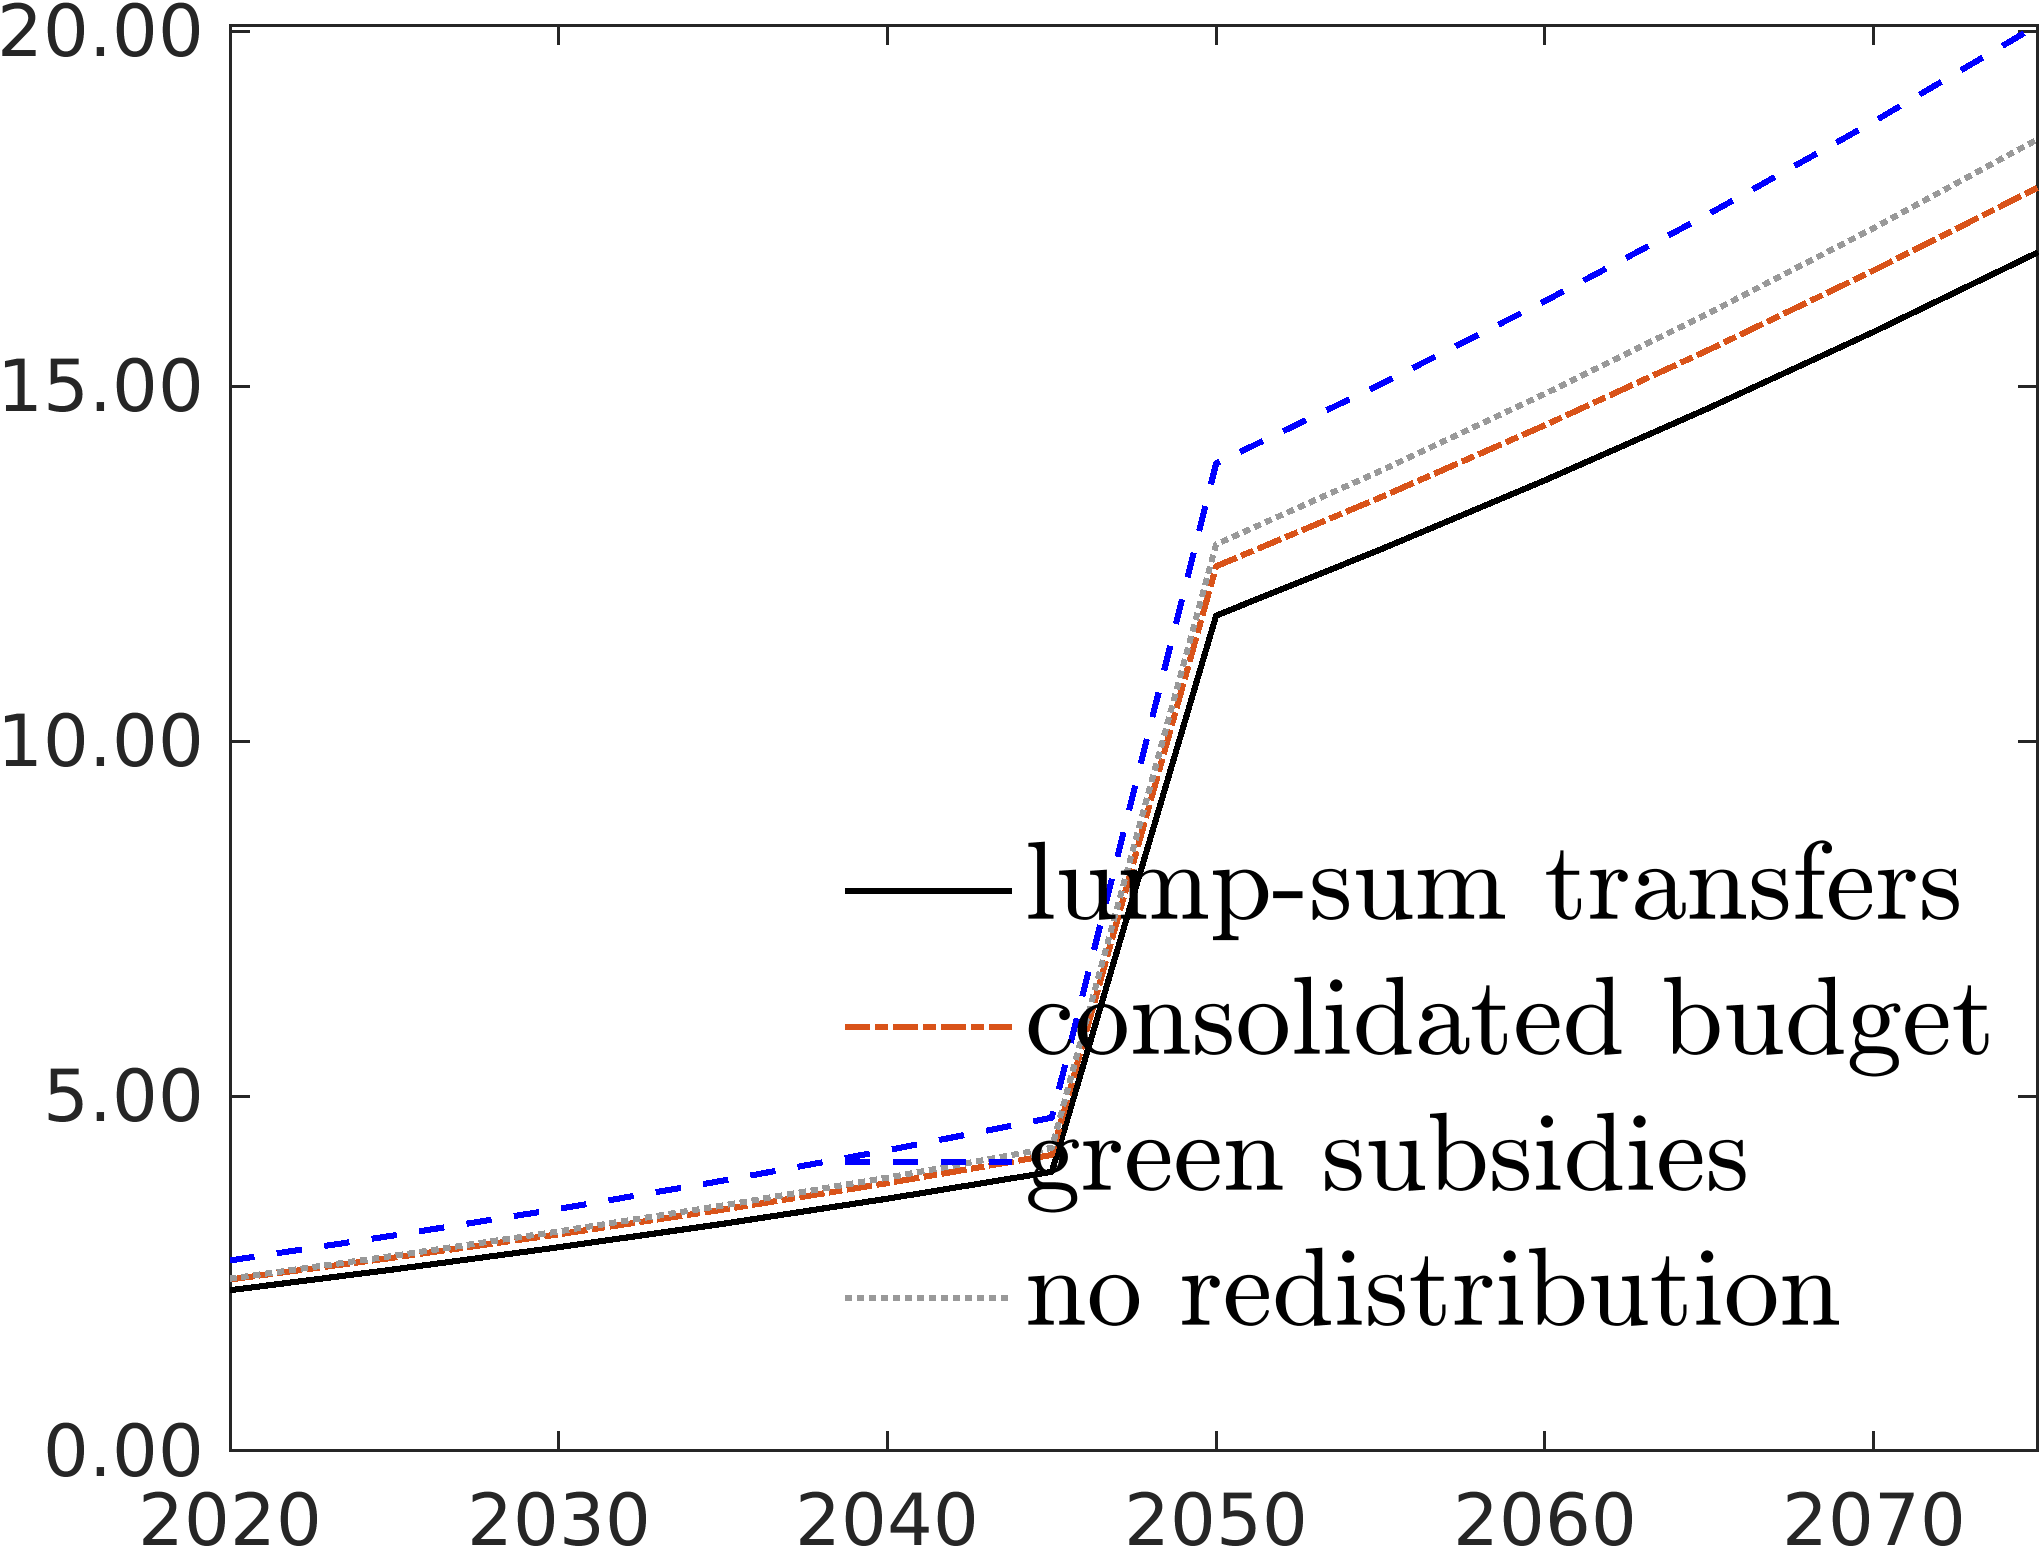 20.00
15.00
10.00
5.00
0.00
2020 2030 2040 2050 2060 2070
lump-sum transfers
consolidated budget
green subsidies
no redistribution